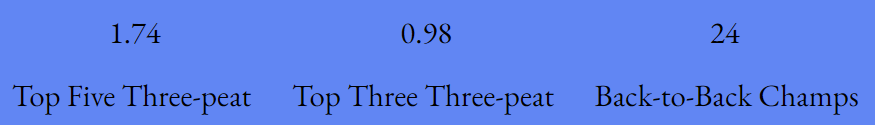 1.74 0.98 24
Top Five Three-peat Top Three Three-peat Back-to-Back Champs